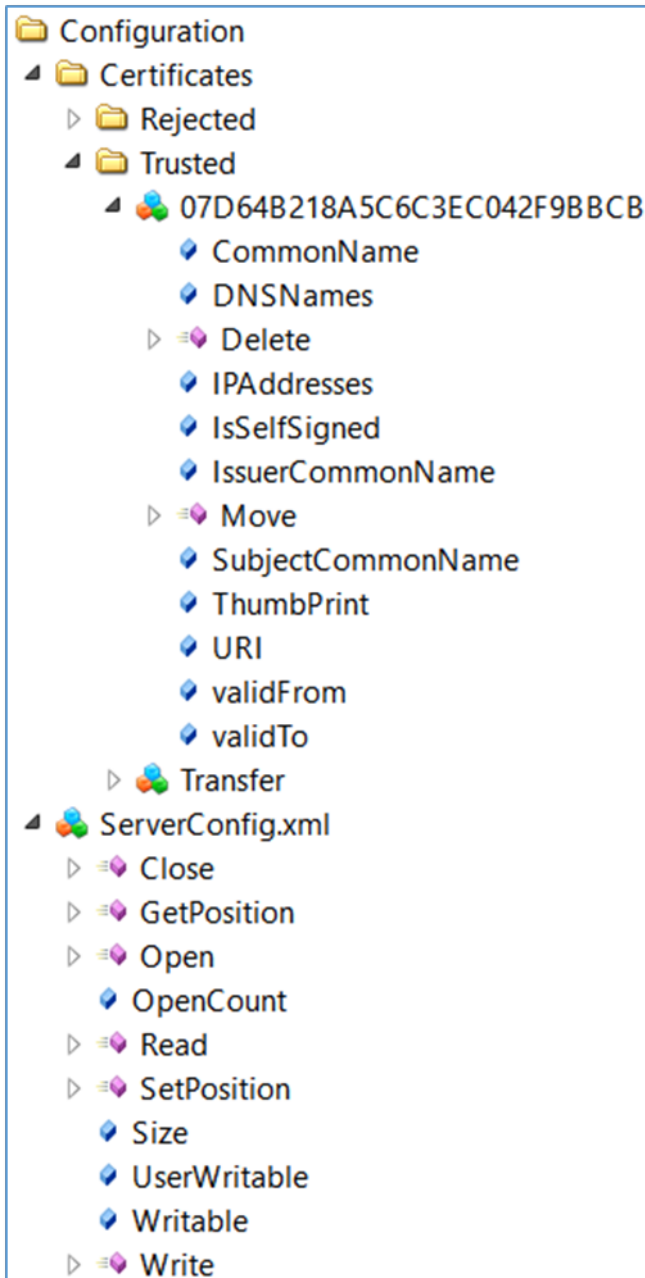 Configuration
Certificates
Rejected
Trusted
07D64B218A5C6C3EC042F9BBCB
CommonName
DNSNames
Delete
IPAddresses
IsSelfSigned
IssuerCommonName
Move
SubjectCommonName
ThumbPrint
URI
validFrom
validTo
Transfer
ServerConfig.xml
Close
GetPosition
Open
OpenCount
Read
SetPosition
Size
UserWritable
Writable
Write